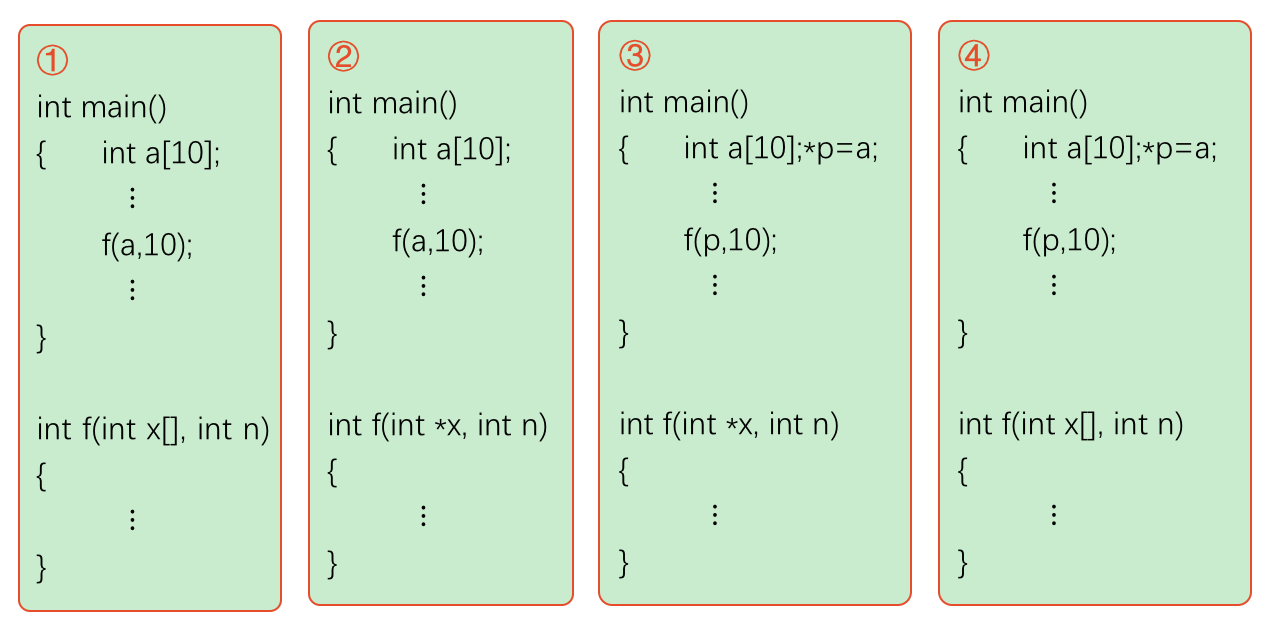 ①
int main()
{ int a[10];
⋮
f(a,10);
⋮
}
int f(int x[], int n)
{
⋮
}
②
int main()
{ int a[10];
⋮
f(a,10);
⋮
}
int f(int *x, int n)
{
⋮
}
③
int main()
{ int a[10];*p=a;
⋮
f(p,10);
⋮
}
int f(int *x, int n)
{
⋮
}
④
int main()
{ int a[10];*p=a;
⋮
f(p,10);
⋮
}
int f(int x[], int n)
{
⋮
}